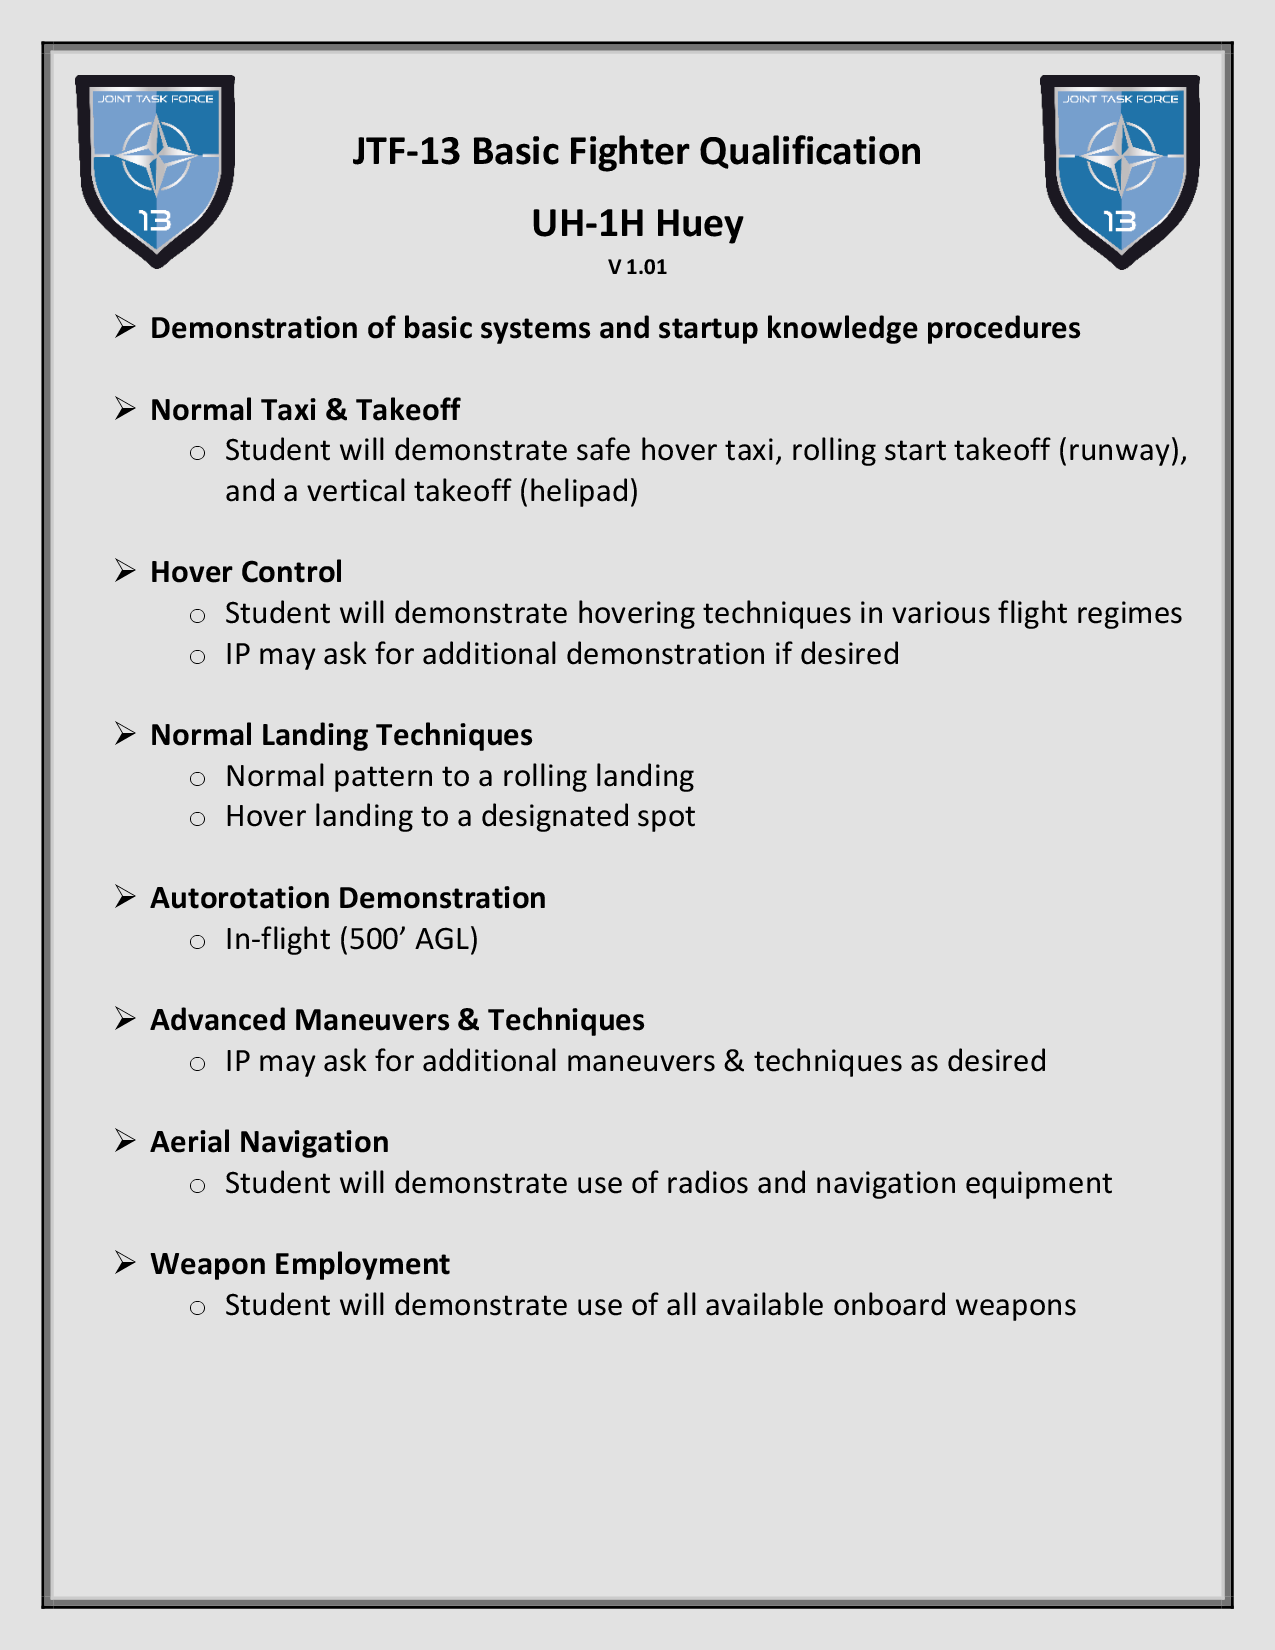 JOINT TASK FORCE
13
JOINT TASK FORCE
13
JTF-13 Basic Fighter Qualification
UH-1H Huey
V 1.01
➢ Demonstration of basic systems and startup knowledge procedures
➢ Normal Taxi & Takeoff
o Student will demonstrate safe hover taxi, rolling start takeoff (runway),
and a vertical takeoff (helipad)
➢ Hover Control
o Student will demonstrate hovering techniques in various flight regimes
o IP may ask for additional demonstration if desired
➢ Normal Landing Techniques
o Normal pattern to a rolling landing
o Hover landing to a designated spot
➢ Autorotation Demonstration
o In-flight (500’ AGL)
➢ Advanced Maneuvers & Techniques
o IP may ask for additional maneuvers & techniques as desired
➢ Aerial Navigation
o Student will demonstrate use of radios and navigation equipment
➢ Weapon Employment
o Student will demonstrate use of all available onboard weapons